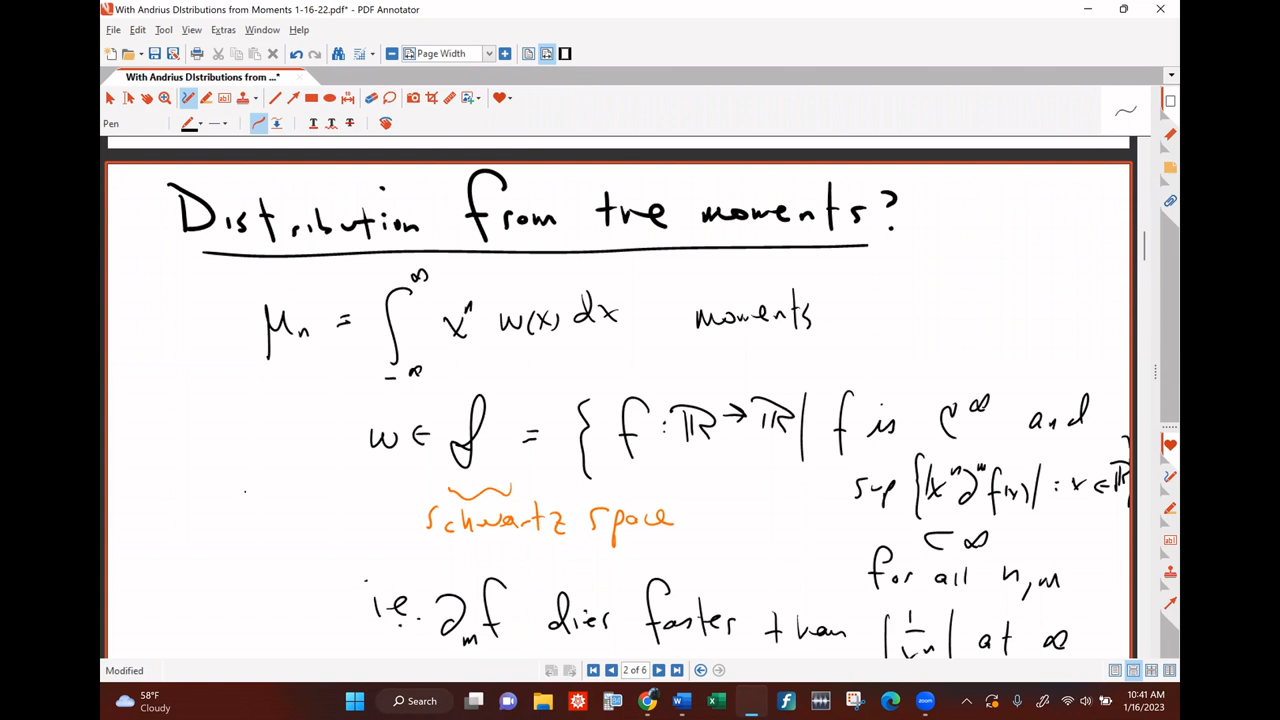 With Andrius DIstributions from Moments 1-16-22.pdf* - PDF Annotator
File Edit Tool View Extras Window Help
Page Width
With Andrius DIstributions from ...*
Pen
Distribution from the moments?
μ_n = ∫_{-∞}^{∞} x^n w(x) dx moments
w ∈ 𝒮 = { f : ℝ → ℝ | f is C^∞ and
sup { |x^n ∂^m f(x)| : x ∈ ℝ }
< ∞
schwartz space
for all n,m
i.e. ∂_m f dies faster than |1/x^n| at ∞
Modified
2 of 6
58°F
Cloudy
Search
10:41 AM
1/16/2023